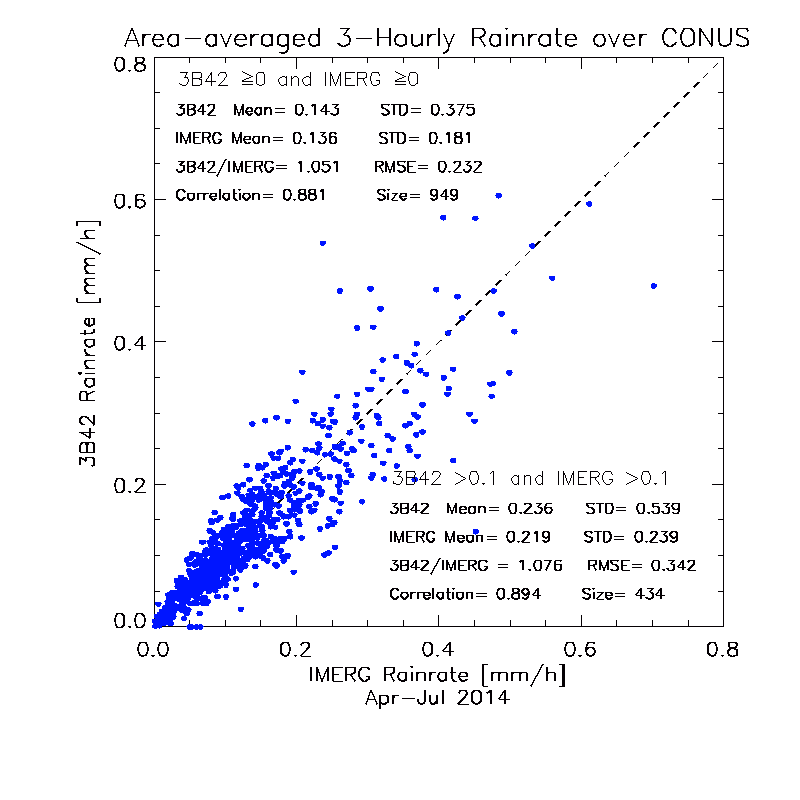 Area-averaged 3-Hourly Rainrate over CONUS
3B42 ≧0 and IMERG ≧0
3B42 Mean= 0.143 STD= 0.375
IMERG Mean= 0.136 STD= 0.181
3B42/IMERG= 1.051 RMSE= 0.232
Correlation= 0.881 Size= 949
3B42 >0.1 and IMERG >0.1
3B42 Mean= 0.236 STD= 0.539
IMERG Mean= 0.219 STD= 0.239
3B42/IMERG = 1.076 RMSE= 0.342
Correlation= 0.894 Size= 434
0.8
0.6
0.4
0.2
0.0
3B42 Rainrate [mm/h]
0.0 0.2 0.4 0.6 0.8
IMERG Rainrate [mm/h]
Apr-Jul 2014